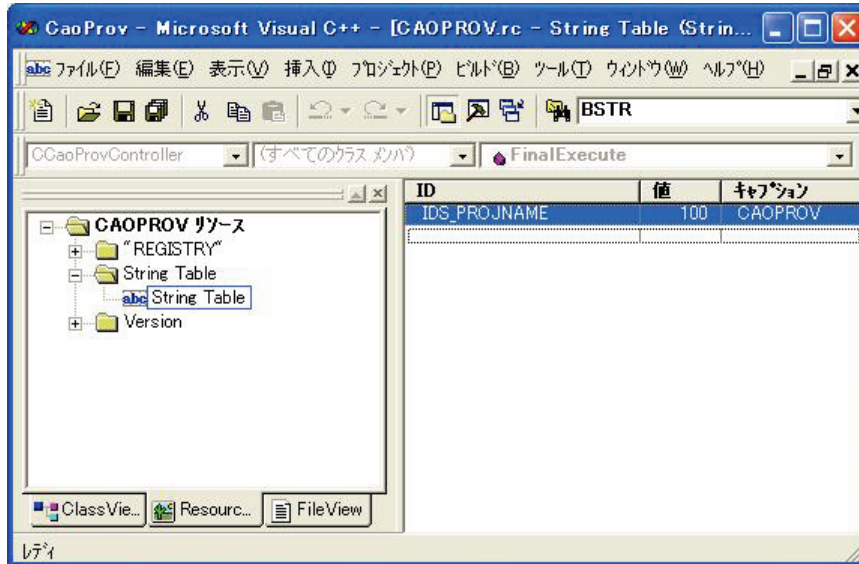 CaoProv - Microsoft Visual C++ - [CAOPROV.rc - String Table (Strin...
abc ﾌｧｲﾙ(F) 編集(E) 表示(V) 挿入(I) ﾌﾟﾛｼﾞｪｸﾄ(P) ﾋﾞﾙﾄﾞ(B) ﾂｰﾙ(T) ｳｨﾝﾄﾞｳ(W) ﾍﾙﾌﾟ(H)
BSTR
CCaoProvController (すべてのｸﾗｽ ﾒﾝﾊﾞ) FinalExecute
ID 値 ｷｬﾌﾟｼｮﾝ
IDS_PROJNAME 100 CAOPROV
CAOPROV ﾘｿｰｽ
"REGISTRY"
String Table
abc String Table
Version
ClassVie... Resourc... FileView
ﾚﾃﾞｨ